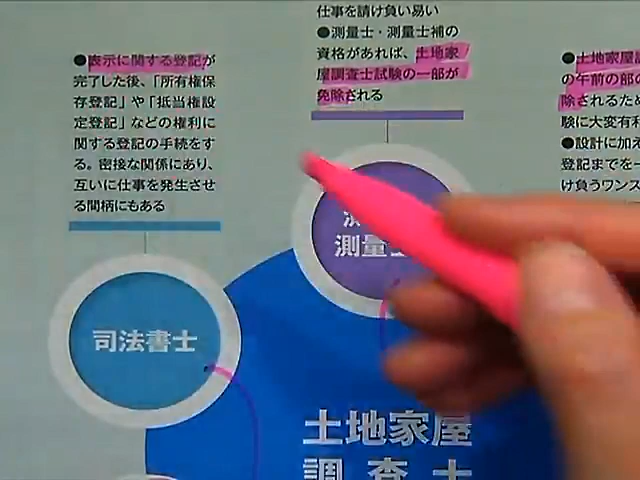 ●表示に関する登記が
完了した後、「所有権保
存登記」や「抵当権設
定登記」などの権利に
関する登記の手続をす
る。密接な関係にあり、
互いに仕事を発生させ
る間柄にもある
仕事を請け負い易い
●測量士・測量士補の
資格があれば、土地家
屋調査士試験の一部が
免除される
●土地家屋調
の午前の部の
除されるため
験に大変有利
●設計に加え
登記までを一
け負うワンス
測量士
司法書士
土地家屋
調査士